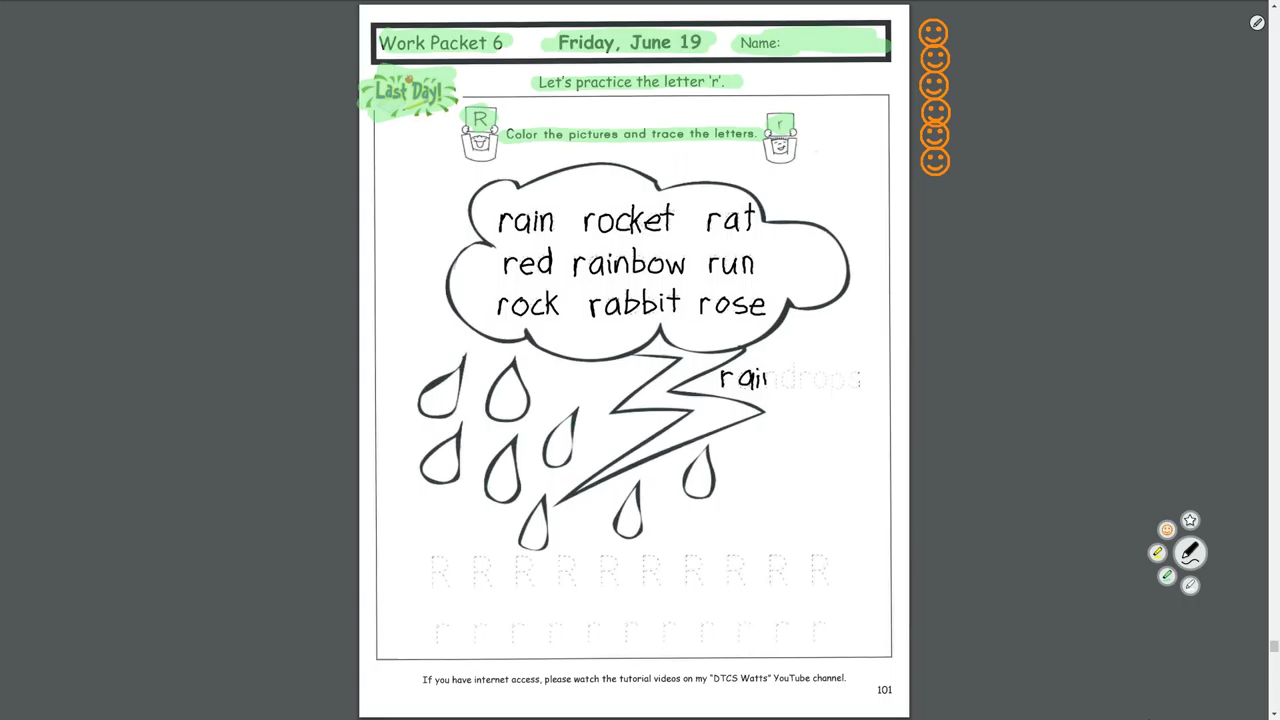 Work Packet 6 Friday, June 19 Name:
Last Day!
Let's practice the letter 'r'.
R r
Color the pictures and trace the letters.
rain rocket rat
red rainbow run
rock rabbit rose
raindrops
R R R R R R R R R R
r r r r r r r r r r r
If you have internet access, please watch the tutorial videos on my "DTCS Watts" YouTube channel.
101